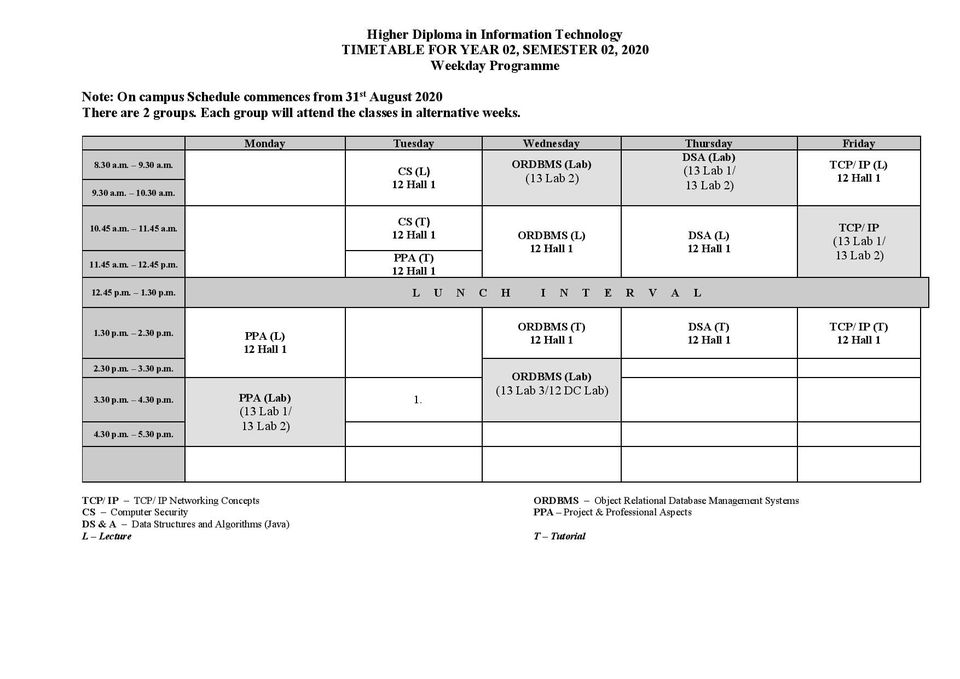 Higher Diploma in Information Technology
TIMETABLE FOR YEAR 02, SEMESTER 02, 2020
Weekday Programme
Note: On campus Schedule commences from 31st August 2020
There are 2 groups. Each group will attend the classes in alternative weeks.
Monday Tuesday Wednesday Thursday Friday
8.30 a.m. – 9.30 a.m.
9.30 a.m. – 10.30 a.m.
CS (L)
12 Hall 1
ORDBMS (Lab)
(13 Lab 2)
DSA (Lab)
(13 Lab 1/
13 Lab 2)
TCP/ IP (L)
12 Hall 1
10.45 a.m. – 11.45 a.m.
11.45 a.m. – 12.45 p.m.
CS (T)
12 Hall 1
PPA (T)
12 Hall 1
ORDBMS (L)
12 Hall 1
DSA (L)
12 Hall 1
TCP/ IP
(13 Lab 1/
13 Lab 2)
12.45 p.m. – 1.30 p.m.
L U N C H I N T E R V A L
1.30 p.m. – 2.30 p.m.
PPA (L)
12 Hall 1
ORDBMS (T)
12 Hall 1
DSA (T)
12 Hall 1
TCP/ IP (T)
12 Hall 1
2.30 p.m. – 3.30 p.m.
ORDBMS (Lab)
(13 Lab 3/12 DC Lab)
3.30 p.m. – 4.30 p.m.
PPA (Lab)
(13 Lab 1/
13 Lab 2)
1.
4.30 p.m. – 5.30 p.m.
TCP/ IP – TCP/ IP Networking Concepts
CS – Computer Security
DS & A – Data Structures and Algorithms (Java)
L – Lecture
ORDBMS – Object Relational Database Management Systems
PPA – Project & Professional Aspects
T – Tutorial